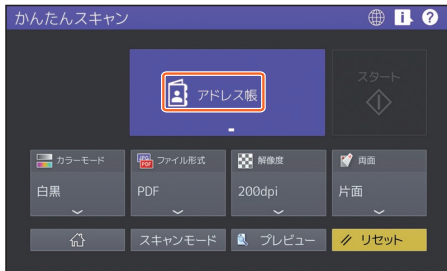 かんたんスキャン
アドレス帳
スタート
カラーモード
ファイル形式
解像度
両面
白黒
PDF
200dpi
片面
スキャンモード
プレビュー
リセット